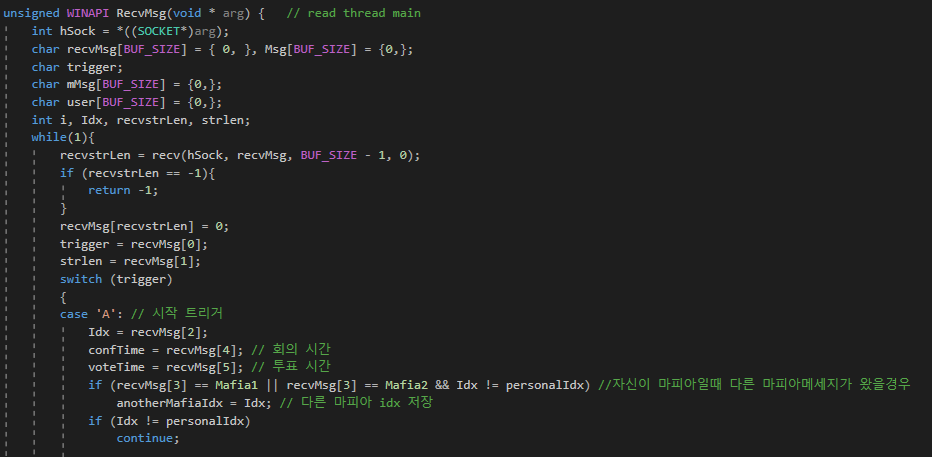 unsigned WINAPI RecvMsg(void * arg) {   // read thread main
int hSock = *((SOCKET*)arg);
char recvMsg[BUF_SIZE] = { 0, }, Msg[BUF_SIZE] = {0,};
char trigger;
char mMsg[BUF_SIZE] = {0,};
char user[BUF_SIZE] = {0,};
int i, Idx, recvstrLen, strlen;
while(1){
recvstrLen = recv(hSock, recvMsg, BUF_SIZE - 1, 0);
if (recvstrLen == -1){
return -1;
}
recvMsg[recvstrLen] = 0;
trigger = recvMsg[0];
strlen = recvMsg[1];
switch (trigger)
{
case 'A': // 시작 트리거
Idx = recvMsg[2];
confTime = recvMsg[4]; // 회의 시간
voteTime = recvMsg[5]; // 투표 시간
if (recvMsg[3] == Mafia1 || recvMsg[3] == Mafia2 && Idx != personalIdx) //자신이 마피아일때 다른 마피아메세지가 왔을경우
anotherMafiaIdx = Idx; // 다른 마피아 idx 저장
if (Idx != personalIdx)
continue;